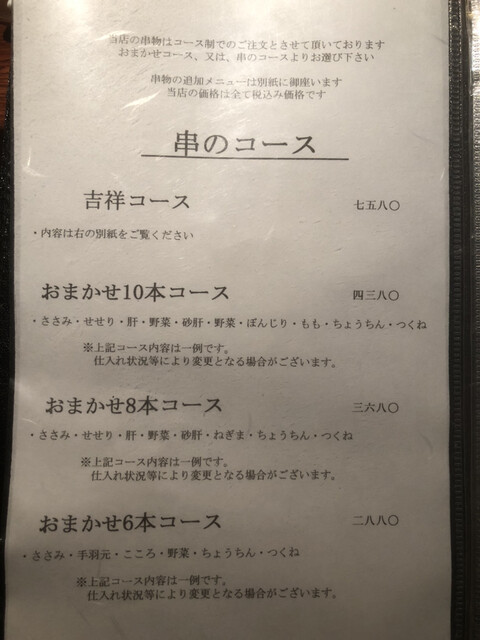 当店の串物はコース制でのご注文とさせて頂いております
おまかせコース、又は、串のコースよりお選び下さい
串物の追加メニューは別紙に御座います
当店の価格は全て税込み価格です
串のコース
吉祥コース 七五八〇
・内容は右の別紙をご覧ください
おまかせ10本コース 四三八〇
・ささみ・せせり・肝・野菜・砂肝・野菜・ぼんじり・もも・ちょうちん・つくね
※上記コース内容は一例です。
仕入れ状況等により変更となる場合がございます。
おまかせ8本コース 三六八〇
・ささみ・せせり・肝・野菜・砂肝・ねぎま・ちょうちん・つくね
※上記コース内容は一例です。
仕入れ状況等により変更となる場合がございます。
おまかせ6本コース 二八八〇
・ささみ・手羽元・こころ・野菜・ちょうちん・つくね
※上記コース内容は一例です。
仕入れ状況等により変更となる場合がございます。